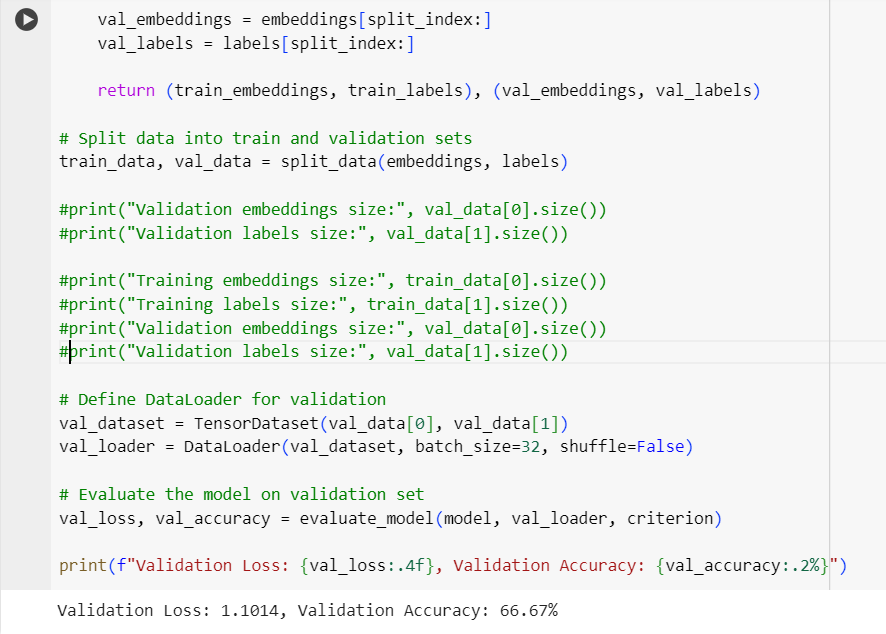 val_embeddings = embeddings[split_index:]
val_labels = labels[split_index:]
return (train_embeddings, train_labels), (val_embeddings, val_labels)
# Split data into train and validation sets
train_data, val_data = split_data(embeddings, labels)
#print("Validation embeddings size:", val_data[0].size())
#print("Validation labels size:", val_data[1].size())
#print("Training embeddings size:", train_data[0].size())
#print("Training labels size:", train_data[1].size())
#print("Validation embeddings size:", val_data[0].size())
#print("Validation labels size:", val_data[1].size())
# Define DataLoader for validation
val_dataset = TensorDataset(val_data[0], val_data[1])
val_loader = DataLoader(val_dataset, batch_size=32, shuffle=False)
# Evaluate the model on validation set
val_loss, val_accuracy = evaluate_model(model, val_loader, criterion)
print(f"Validation Loss: {val_loss:.4f}, Validation Accuracy: {val_accuracy:.2%}")
Validation Loss: 1.1014, Validation Accuracy: 66.67%